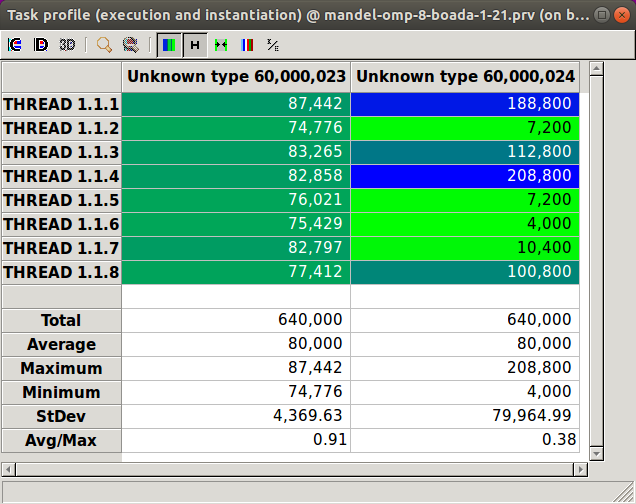 Task profile (execution and instantiation) @ mandel-omp-8-boada-1-21.prv (on b...
3D
Unknown type 60,000,023 Unknown type 60,000,024
THREAD 1.1.1 87,442 188,800
THREAD 1.1.2 74,776 7,200
THREAD 1.1.3 83,265 112,800
THREAD 1.1.4 82,858 208,800
THREAD 1.1.5 76,021 7,200
THREAD 1.1.6 75,429 4,000
THREAD 1.1.7 82,797 10,400
THREAD 1.1.8 77,412 100,800
Total 640,000 640,000
Average 80,000 80,000
Maximum 87,442 208,800
Minimum 74,776 4,000
StDev 4,369.63 79,964.99
Avg/Max 0.91 0.38